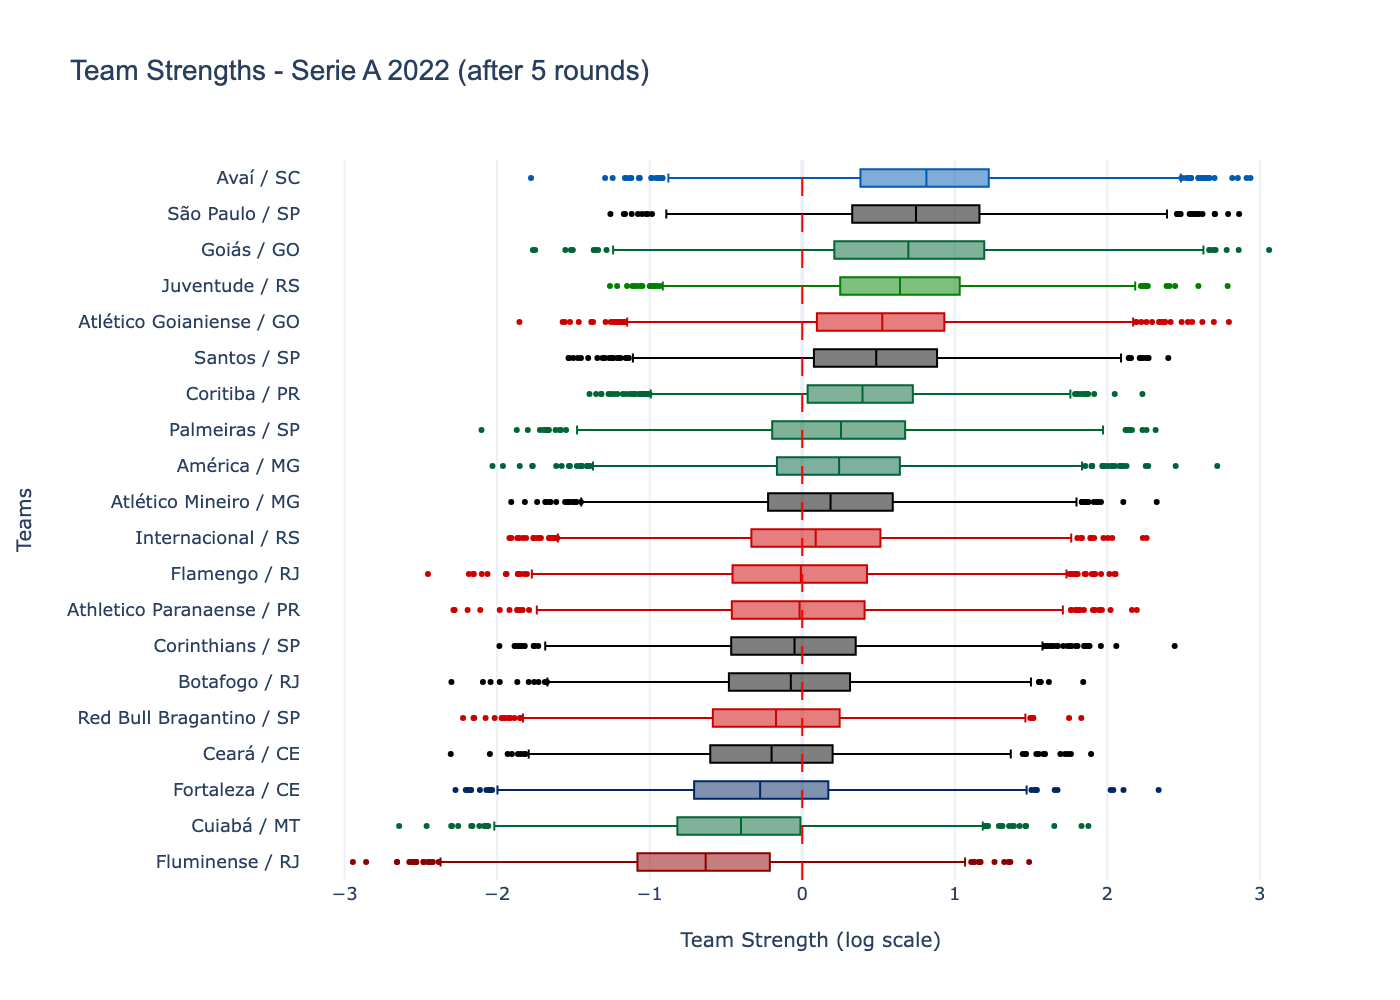 Team Strengths - Serie A 2022 (after 5 rounds)
Avaí / SC
São Paulo / SP
Goiás / GO
Juventude / RS
Atlético Goianiense / GO
Santos / SP
Coritiba / PR
Palmeiras / SP
América / MG
Atlético Mineiro / MG
Internacional / RS
Flamengo / RJ
Athletico Paranaense / PR
Corinthians / SP
Botafogo / RJ
Red Bull Bragantino / SP
Ceará / CE
Fortaleza / CE
Cuiabá / MT
Fluminense / RJ
Teams
−3 −2 −1 0 1 2 3
Team Strength (log scale)